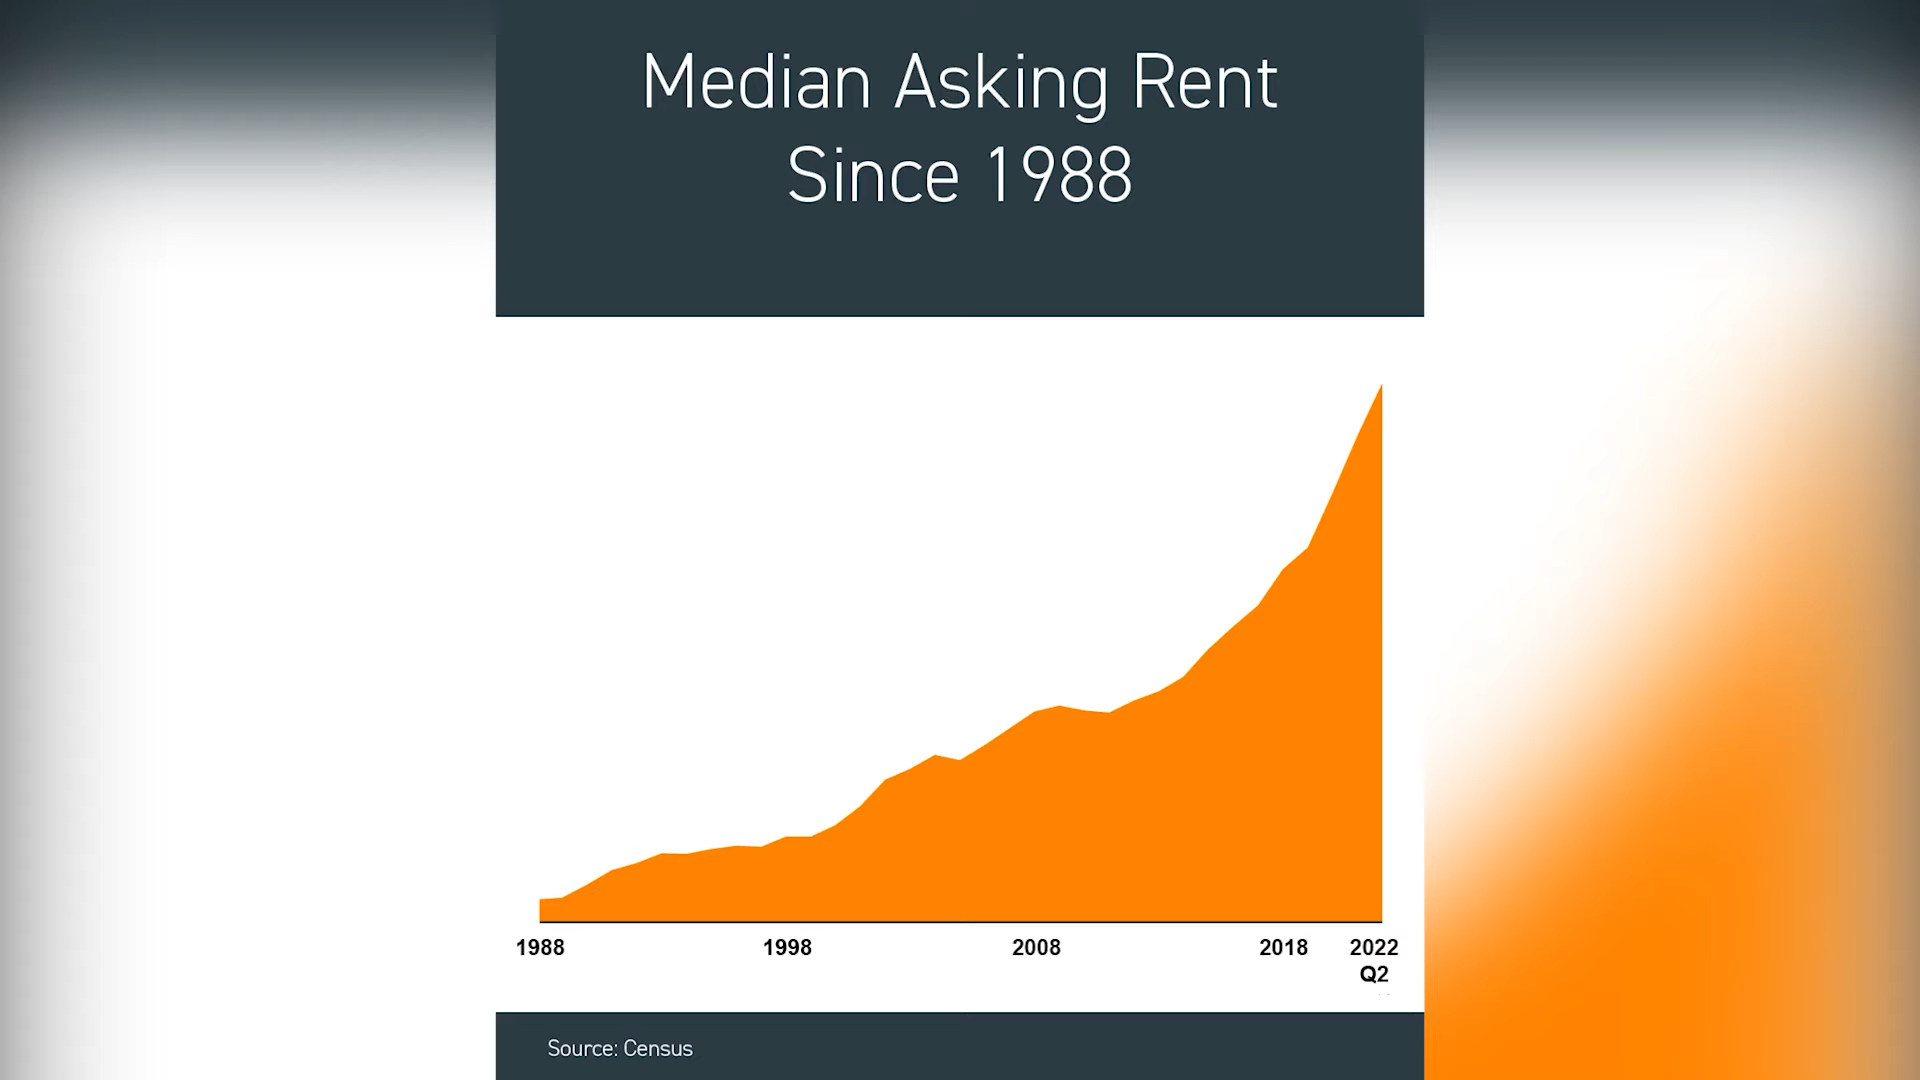 Median Asking Rent
Since 1988
1988
1998
2008
2018
2022
Q2
Source: Census